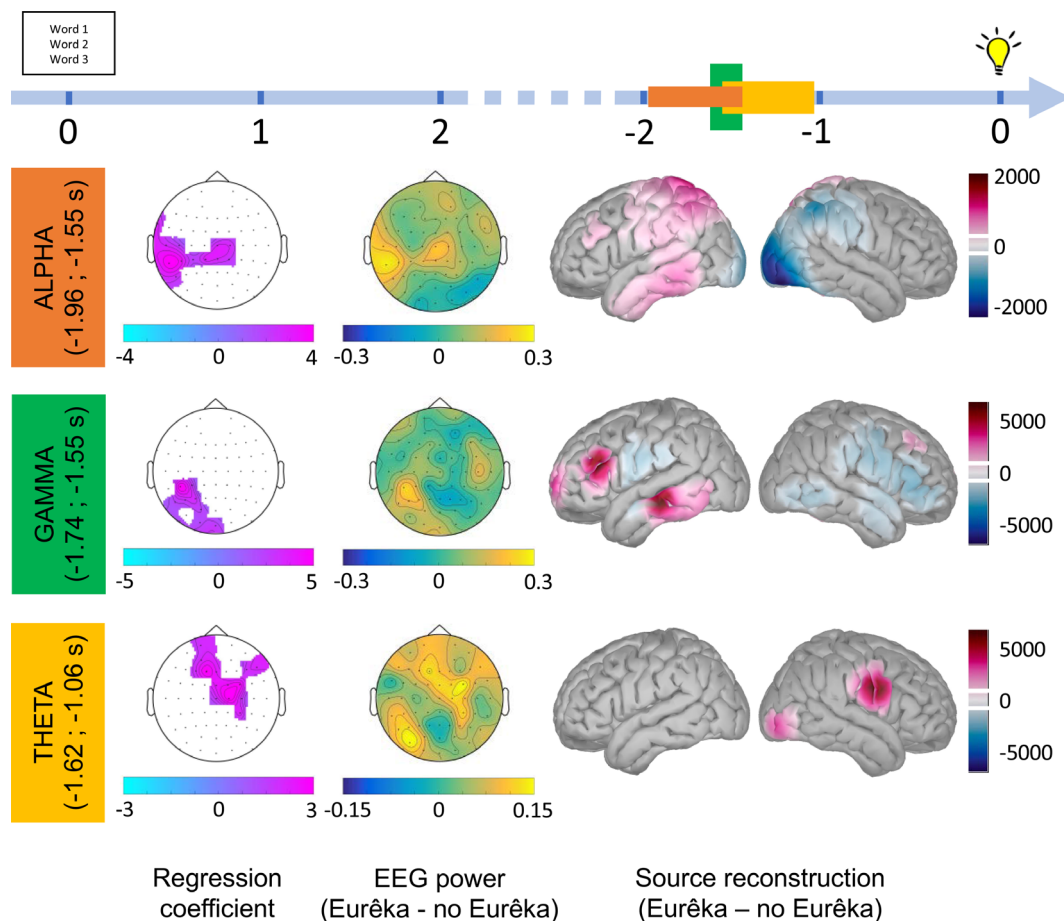 Word 1
Word 2
Word 3
0 1 2 -2 -1 0
ALPHA
(-1.96 ; -1.55 s)
-4 0 4
-0.3 0 0.3
2000
0
-2000
GAMMA
(-1.74 ; -1.55 s)
-5 0 5
-0.3 0 0.3
5000
0
-5000
THETA
(-1.62 ; -1.06 s)
-3 0 3
-0.15 0 0.15
5000
0
-5000
Regression
coefficient
EEG power
(Eurêka - no Eurêka)
Source reconstruction
(Eurêka – no Eurêka)